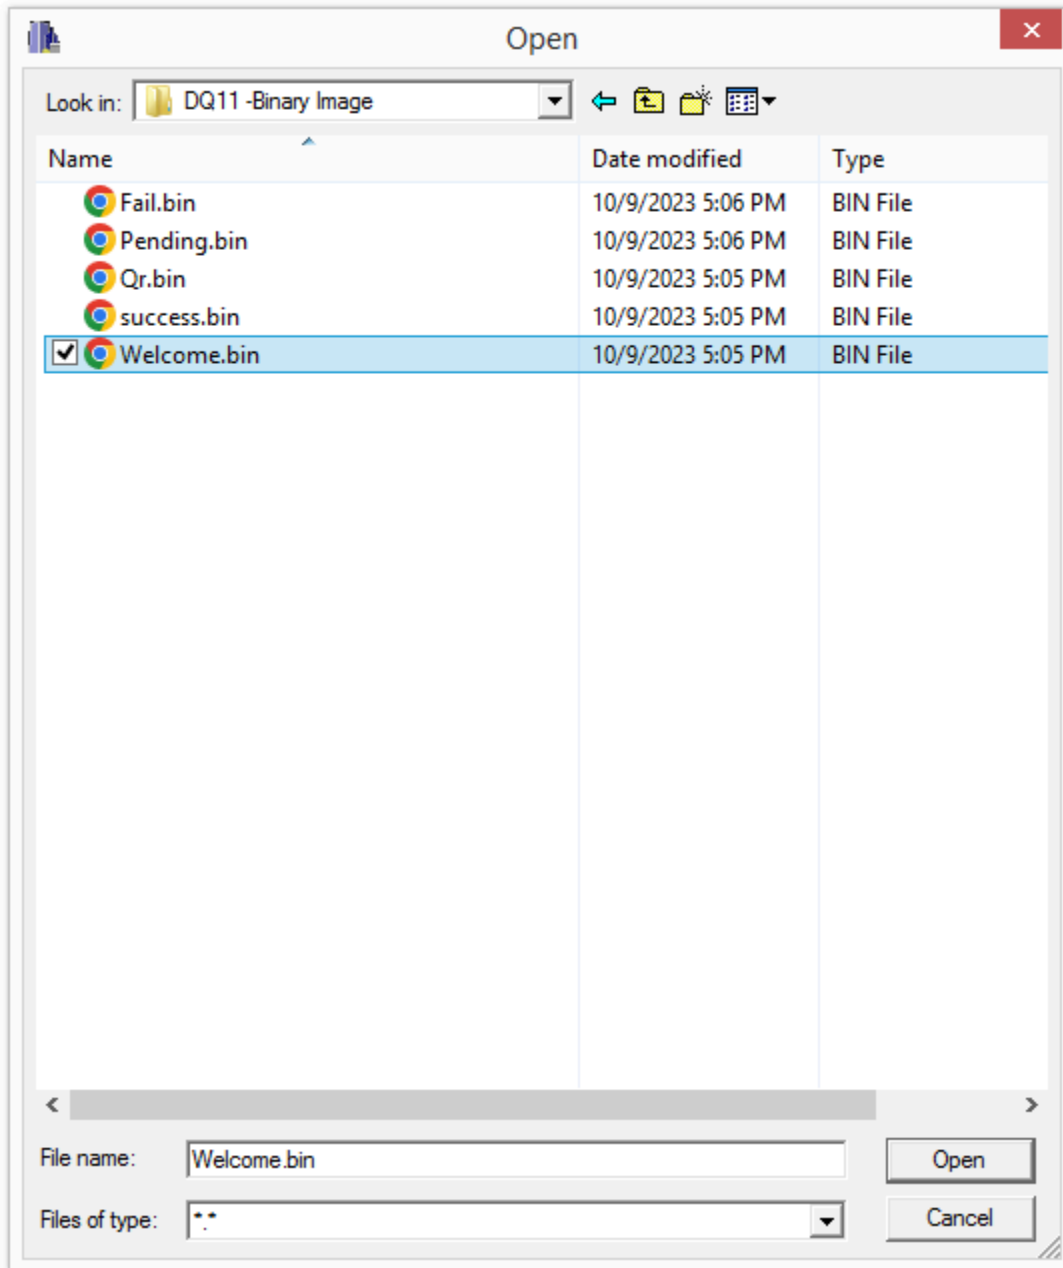 Open
Look in: DQ11 -Binary Image
Name Date modified Type
Fail.bin 10/9/2023 5:06 PM BIN File
Pending.bin 10/9/2023 5:06 PM BIN File
Qr.bin 10/9/2023 5:05 PM BIN File
success.bin 10/9/2023 5:05 PM BIN File
Welcome.bin 10/9/2023 5:05 PM BIN File
File name: Welcome.bin Open
Files of type: *.* Cancel